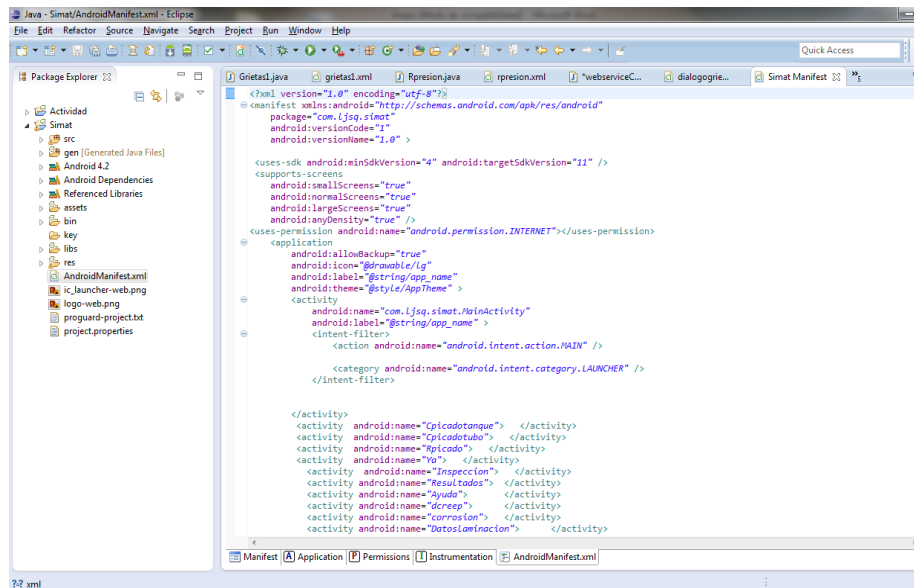 Java - Simat/AndroidManifest.xml - Eclipse
File Edit Refactor Source Navigate Search Project Run Window Help
Quick Access
Package Explorer
Grietas1.java grietas1.xml Rpresion.java rpresion.xml *webserviceC... dialogogrie... Simat Manifest »5
Actividad
Simat
src
gen [Generated Java Files]
Android 4.2
Android Dependencies
Referenced Libraries
assets
bin
key
libs
res
AndroidManifest.xml
ic_launcher-web.png
logo-web.png
proguard-project.txt
project.properties
<?xml version="1.0" encoding="utf-8"?>
<manifest xmlns:android="http://schemas.android.com/apk/res/android"
package="com.ljsq.simat"
android:versionCode="1"
android:versionName="1.0" >
<uses-sdk android:minSdkVersion="4" android:targetSdkVersion="11" />
<supports-screens
android:smallScreens="true"
android:normalScreens="true"
android:largeScreens="true"
android:anyDensity="true" />
<uses-permission android:name="android.permission.INTERNET"></uses-permission>
<application
android:allowBackup="true"
android:icon="@drawable/lg"
android:label="@string/app_name"
android:theme="@style/AppTheme" >
<activity
android:name="com.ljsq.simat.MainActivity"
android:label="@string/app_name" >
<intent-filter>
<action android:name="android.intent.action.MAIN" />
<category android:name="android.intent.category.LAUNCHER" />
</intent-filter>
</activity>
<activity android:name="Cpicadotanque"> </activity>
<activity android:name="Cpicadotubo"> </activity>
<activity android:name="Rpicado"> </activity>
<activity android:name="Ya"> </activity>
<activity android:name="Inspeccion"> </activity>
<activity android:name="Resultados"> </activity>
<activity android:name="Ayuda"> </activity>
<activity android:name="dcreep"> </activity>
<activity android:name="corrosion"> </activity>
<activity android:name="Datoslaminacion"> </activity>
Manifest A Application P Permissions I Instrumentation AndroidManifest.xml
?-? xml